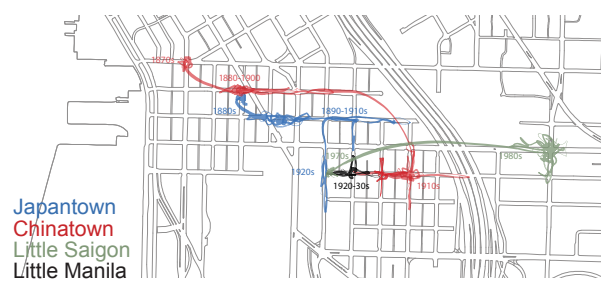 1870s
1880-1900
1880s
1890-1910s
1970s
1980s
1920s
1920-30s
1910s
Japantown
Chinatown
Little Saigon
Little Manila